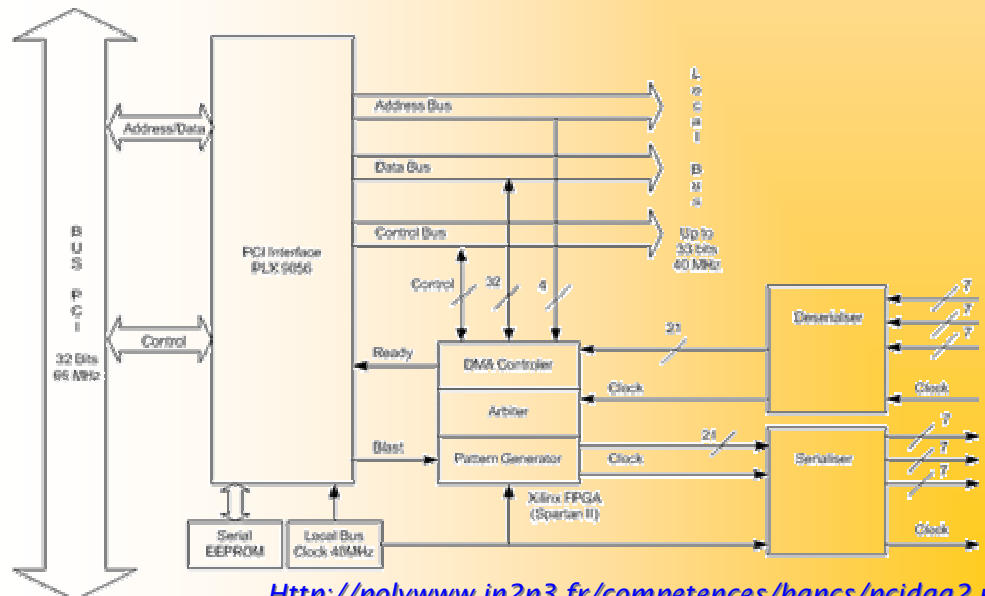 BUS PCI
32 Bits
66 MHz
Address/Data
Control
PCI Interface
PLX 9056
Address Bus
Data Bus
Control Bus
Local Bus
Up to
33 bits
40 MHz
Control
32
4
Ready
Blast
DMA Controler
Arbiter
Pattern Generator
Xilinx FPGA
(Spartan II)
21
Clock
21
Clock
Deserialiser
7
7
7
Clock
Serialiser
7
7
7
Clock
Serial
EEPROM
Local Bus
Clock 40MHz